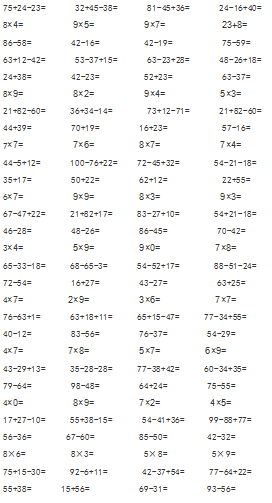 75+24-23= 32+45-38= 81-45+36= 24-16+40=
8×4= 9×5= 9×7= 23+8=
86-58= 42-16= 42-19= 75-59=
63+12-42= 53-37+15= 63-23+28= 48-26+18=
24+38= 42-23= 52+23= 63-37=
8×9= 8×2= 9×4= 5×3=
21+82-60= 36+34-14= 73+12-71= 21+82-60=
44+39= 70+19= 16+23= 57-16=
7×7= 7×6= 8×7= 7×4=
44-5+12= 100-76+22= 72-45+32= 54-21-18=
35+17= 50+22= 62+12= 22+55=
6×7= 9×9= 8×3= 9×3=
67-47+22= 21+82+17= 83-27+10= 54+21-18=
46-28= 48-26= 86-45= 70-42=
3×4= 5×9= 9×0= 7×8=
65-33-18= 68-65-3= 54-52+17= 88-51-24=
72-54= 16+27= 43-27= 63+25=
4×7= 2×9= 3×6= 7×7=
76-63+1= 63+18+11= 65+15-47= 77-34+55=
40-12= 83-56= 76-37= 54-29=
4×7= 7×8= 5×7= 6×9=
43-29+13= 35-28-28= 77-38+42= 60-34+35=
79-64= 98-48= 64+24= 75-55=
4×0= 8×9= 7×2= 4×5=
17+27-10= 55+38-15= 54-41+36= 99-88+77=
56-36= 67-60= 85-50= 42-32=
8×6= 8×3= 5×8= 5×9=
75+15-30= 92-6+11= 42-37+54= 77-64+22=
55+38= 15+56= 69-31= 93-56=